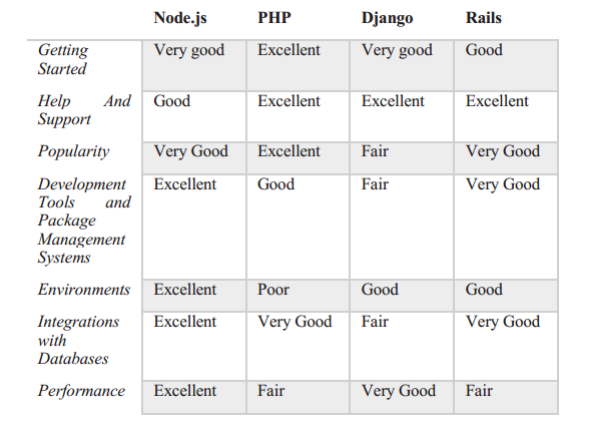 Node.js PHP Django Rails
Getting Very good Excellent Very good Good
Started
Help And Good Excellent Excellent Excellent
Support
Popularity Very Good Excellent Fair Very Good
Development Excellent Good Fair Very Good
Tools and
Package
Management
Systems
Environments Excellent Poor Good Good
Integrations Excellent Very Good Fair Very Good
with
Databases
Performance Excellent Fair Very Good Fair